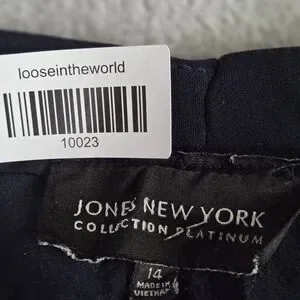 looseintheworld
10023
JONES NEW YORK
COLLECTION PLATINUM
14
MADE IN
VIETNAM